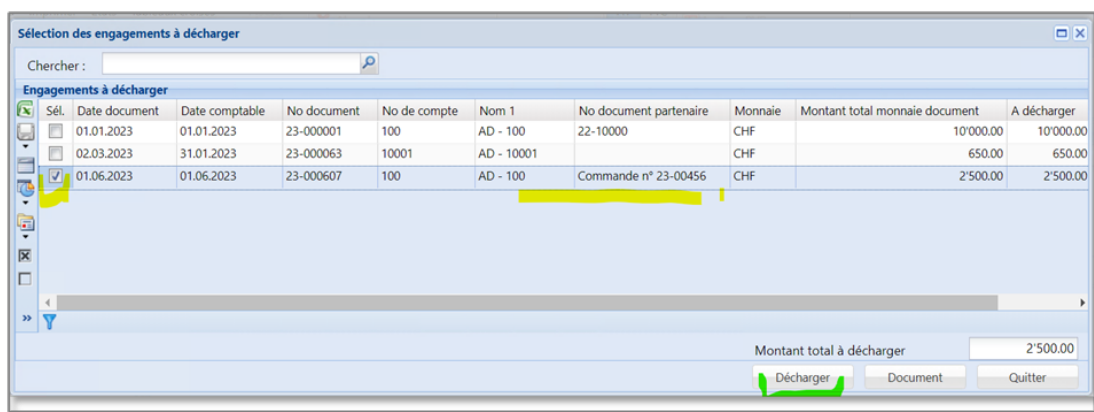 Sélection des engagements à décharger
Chercher :
Engagements à décharger
Sél. Date document Date comptable No document No de compte Nom 1 No document partenaire Monnaie Montant total monnaie document A décharger
01.01.2023 01.01.2023 23-000001 100 AD - 100 22-10000 CHF 10'000.00 10'000.00
02.03.2023 31.01.2023 23-000063 10001 AD - 10001 CHF 650.00 650.00
01.06.2023 01.06.2023 23-000607 100 AD - 100 Commande n° 23-00456 CHF 2'500.00 2'500.00
Montant total à décharger 2'500.00
Décharger Document Quitter